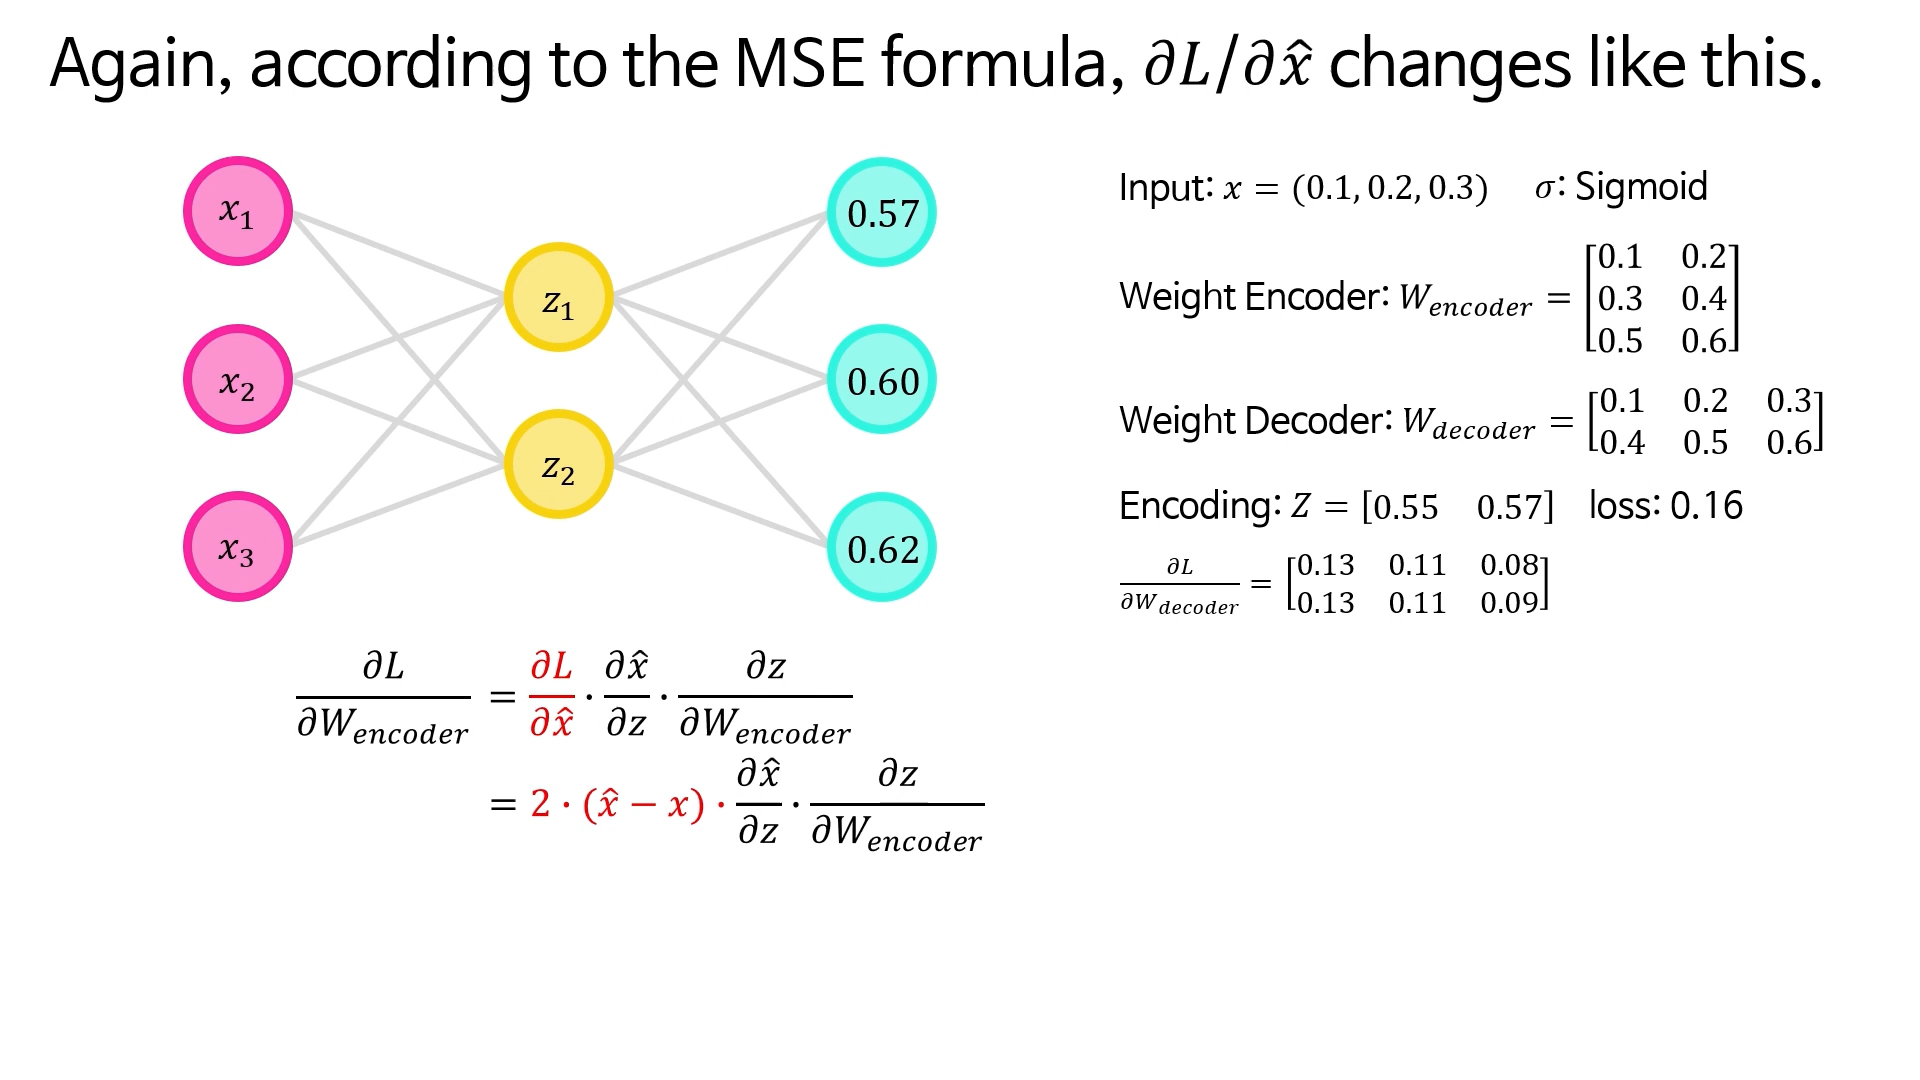 Again, according to the MSE formula, ∂L/∂x̂ changes like this.
x₁
x₂
x₃
z₁
z₂
0.57
0.60
0.62
Input: x = (0.1, 0.2, 0.3) σ: Sigmoid
Weight Encoder: W_encoder = [0.1 0.2
0.3 0.4
0.5 0.6]
Weight Decoder: W_decoder = [0.1 0.2 0.3
0.4 0.5 0.6]
Encoding: Z = [0.55 0.57] loss: 0.16
∂L/∂W_decoder = [0.13 0.11 0.08
0.13 0.11 0.09]
∂L/∂W_encoder = ∂L/∂x̂ · ∂x̂/∂z · ∂z/∂W_encoder
= 2 · (x̂ − x) · ∂x̂/∂z · ∂z/∂W_encoder